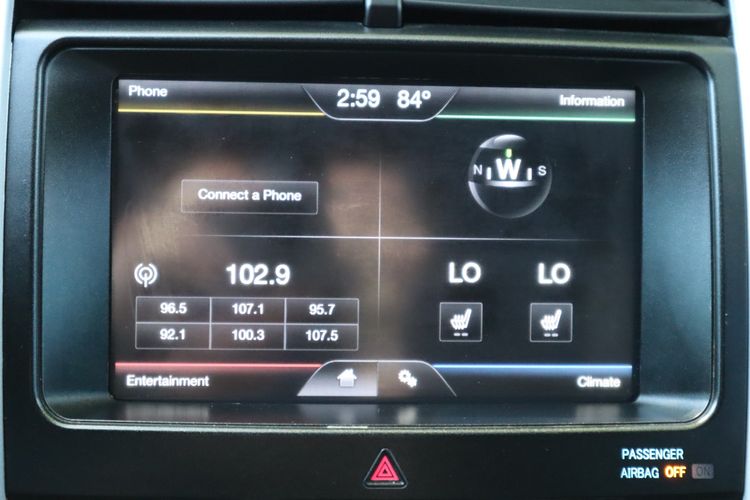 Phone
2:59 84°
Information
N W S
Connect a Phone
102.9
96.5 107.1 95.7
92.1 100.3 107.5
LO LO
Entertainment
Climate
PASSENGER
AIRBAG OFF ON